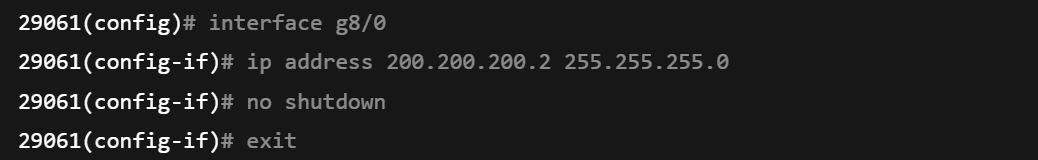 29061(config)# interface g8/0
29061(config-if)# ip address 200.200.200.2 255.255.255.0
29061(config-if)# no shutdown
29061(config-if)# exit